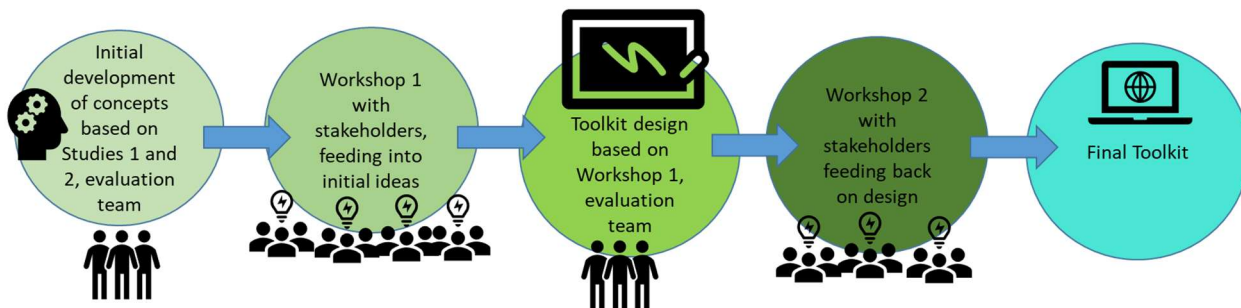 Initial
development
of concepts
based on
Studies 1 and
2, evaluation
team
Workshop 1
with
stakeholders,
feeding into
initial ideas
Toolkit design
based on
Workshop 1,
evaluation
team
Workshop 2
with
stakeholders
feeding back
on design
Final Toolkit